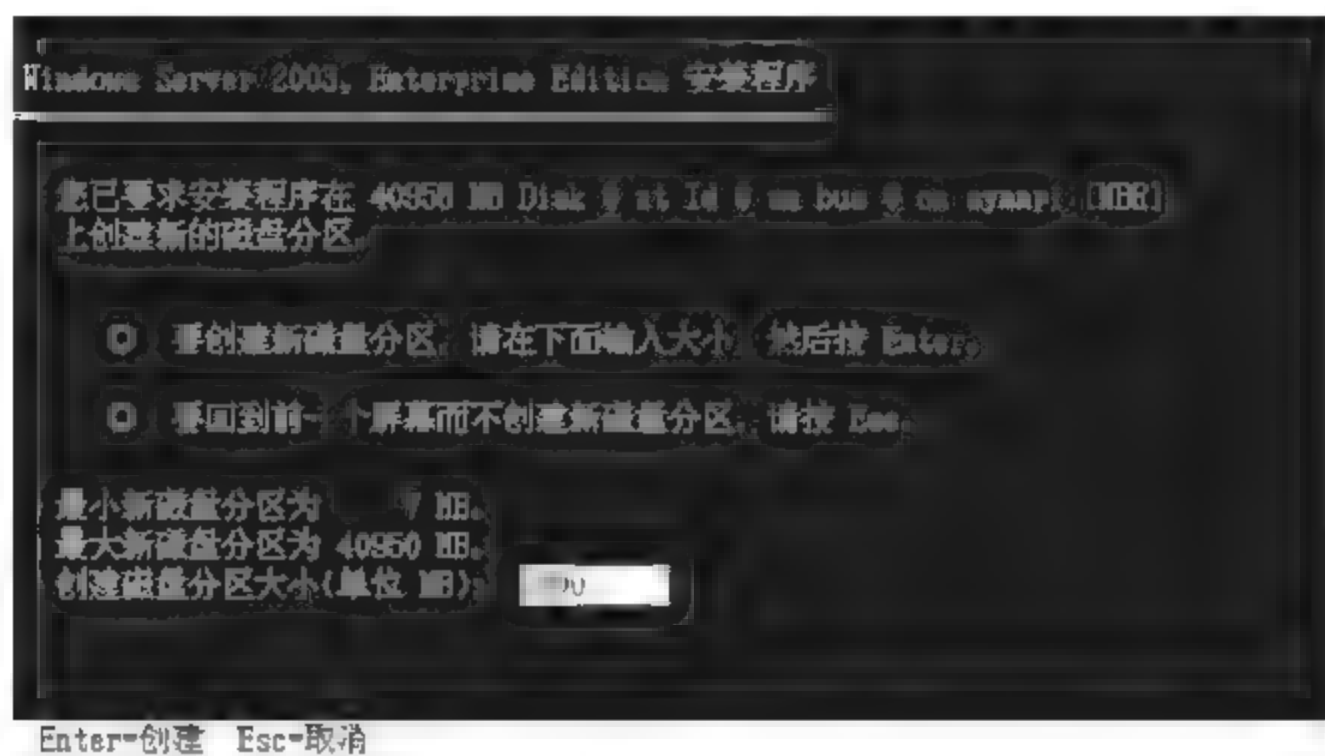 Windows Server 2003, Enterprise Edition 安装程序
您已要求安装程序在 40950 MB Disk 0 at Id 0 on bus 0 on symmpi [MBR]
上创建新的磁盘分区。
要创建新磁盘分区，请在下面输入大小，然后按 Enter。
要回到前一个屏幕而不创建新磁盘分区，请按 Esc。
最小新磁盘分区为 MB。
最大新磁盘分区为 40950 MB。
创建磁盘分区大小(单位 MB):
Enter=创建 Esc=取消